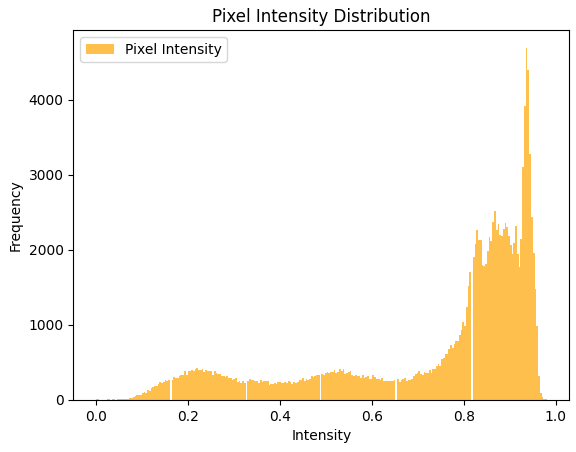 Pixel Intensity Distribution
Pixel Intensity
Frequency
4000
3000
2000
1000
0
0.0 0.2 0.4 0.6 0.8 1.0
Intensity